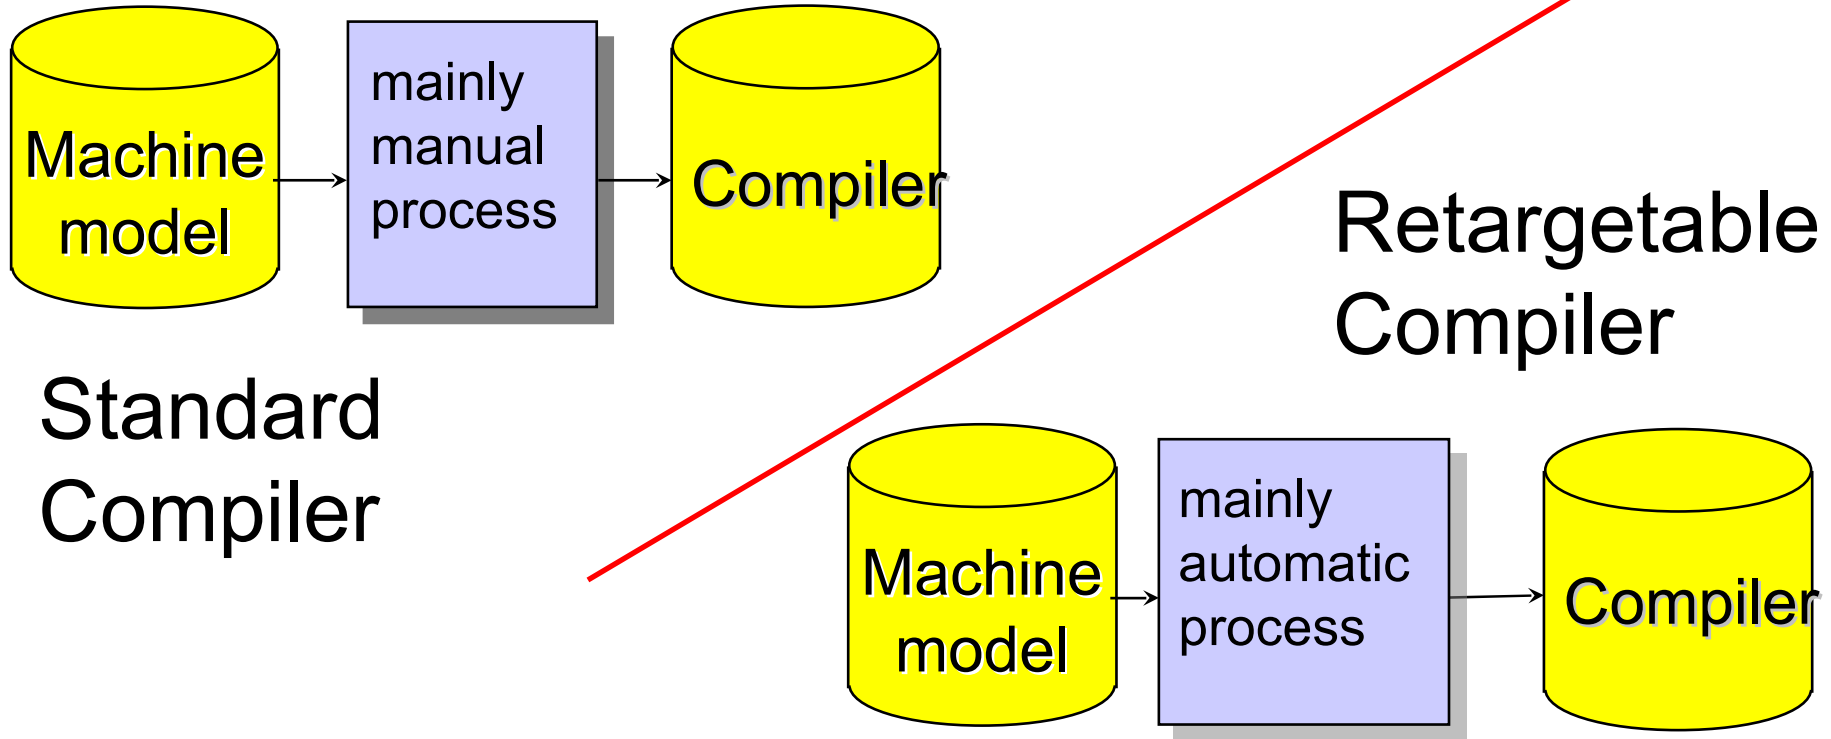 Machine
model
mainly
manual
process
Compiler
Standard
Compiler
Retargetable
Compiler
Machine
model
mainly
automatic
process
Compiler